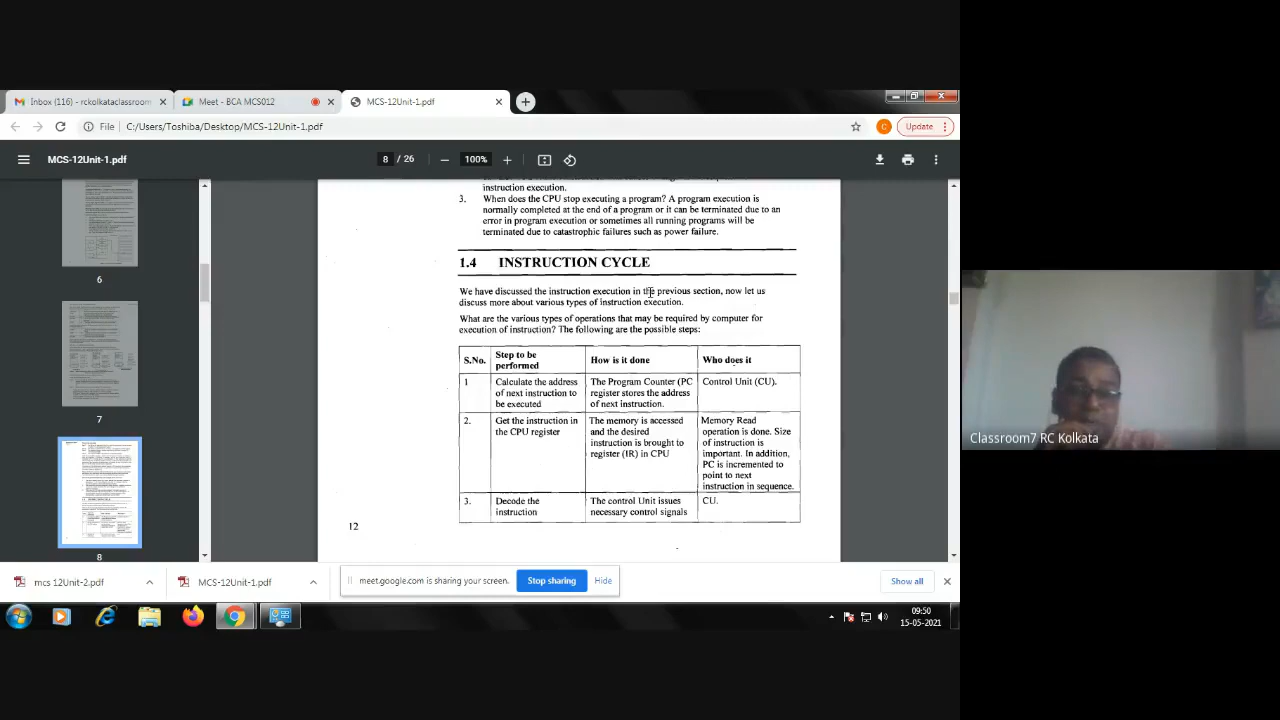 Inbox (116) - rckolkataclassroom
Meet - BCA MCS012
MCS-12Unit-1.pdf
File
C:/Users/Toshiba/Desktop/MCS-12Unit-1.pdf
Update
MCS-12Unit-1.pdf
8 / 26
100%
6
7
8
instruction execution.
3. When does the CPU stop executing a program? A program execution is
normally completed at the end of a program or it can be terminated due to an
error in program execution or sometimes all running programs will be
terminated due to catastrophic failures such as power failure.
1.4 INSTRUCTION CYCLE
We have discussed the instruction execution in the previous section, now let us
discuss more about various types of instruction execution.
What are the various types of operations that may be required by computer for
execution of instruction? The following are the possible steps:
S.No.
Step to be
performed
How is it done
Who does it
1
Calculate the address
of next instruction to
be executed
The Program Counter (PC
register stores the address
of next instruction.
Control Unit (CU).
2.
Get the instruction in
the CPU register
The memory is accessed
and the desired
instruction is brought to
register (IR) in CPU
Memory Read
operation is done. Size
of instruction is
important. In addition,
PC is incremented to
point to next
instruction in sequence.
3.
Decode the
instruction
The control Unit issues
necessary control signals
CU.
12
Classroom7 RC Kolkata
mcs 12Unit-2.pdf
MCS-12Unit-1.pdf
meet.google.com is sharing your screen.
Stop sharing
Hide
Show all
09:50
15-05-2021